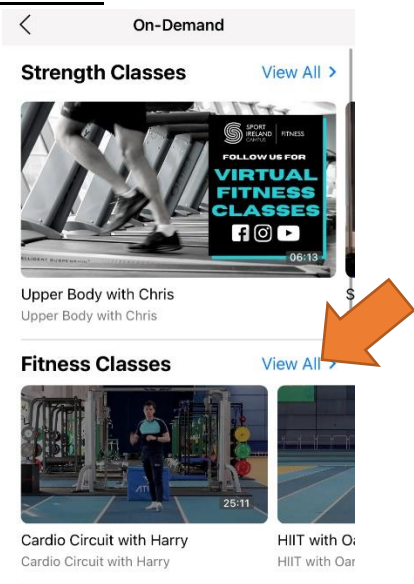 On-Demand
Strength Classes View All >
SPORT
IRELAND FITNESS
CAMPUS
FOLLOW US FOR
VIRTUAL
FITNESS
CLASSES
06:13
Upper Body with Chris S
Upper Body with Chris
Fitness Classes View All >
25:11
Cardio Circuit with Harry HIIT with Oa
Cardio Circuit with Harry HIIT with Oar